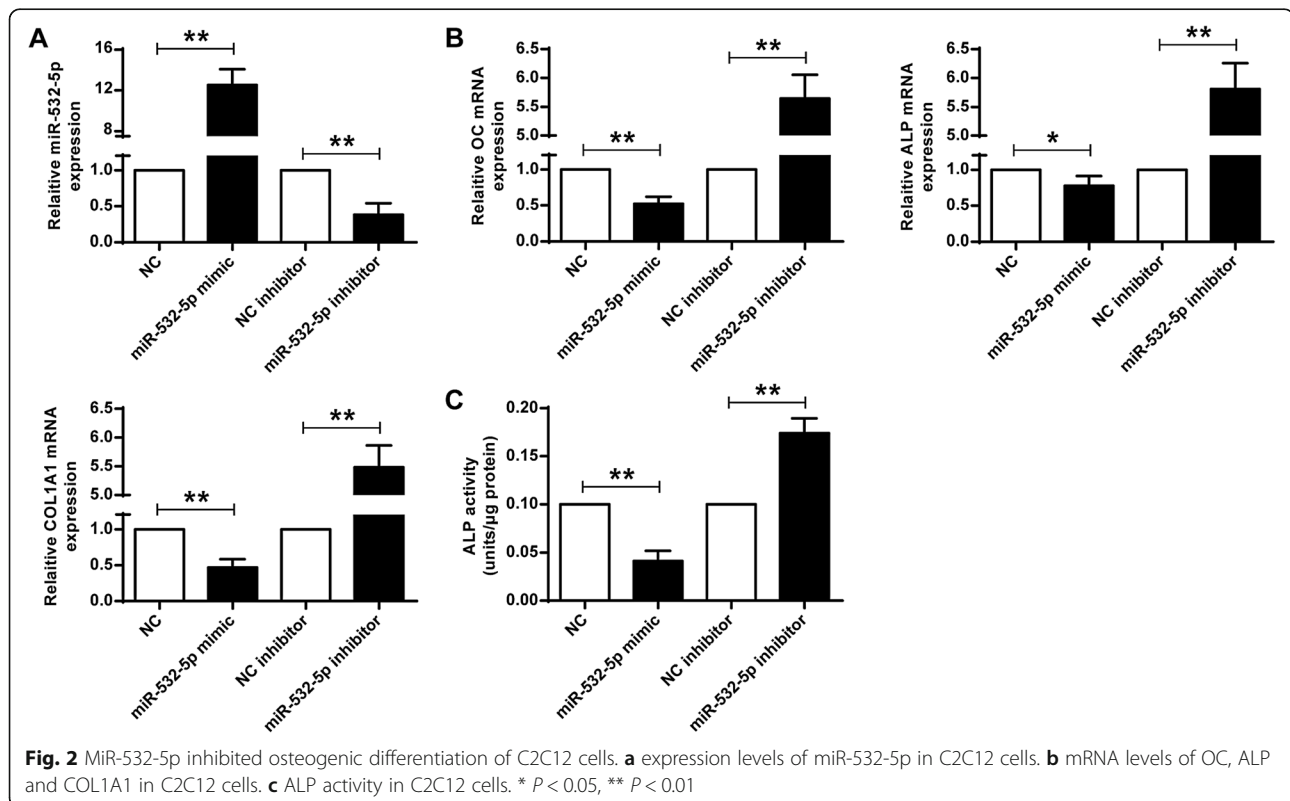 A
Relaitive miR-532-5p
expression
16
12
8
1.0
0.5
0.0
**
**
NC
miR-532-5p mimic
NC inhibitor
miR-532-5p inhibitor
B
Relaitive OC mRNA
expression
6.5
6.0
5.5
5.0
1.0
0.5
0.0
**
**
NC
miR-532-5p mimic
NC inhibitor
miR-532-5p inhibitor
Relaitive ALP mRNA
expression
6.5
6.0
5.5
5.0
1.0
0.5
0.0
*
**
NC
miR-532-5p mimic
NC inhibitor
miR-532-5p inhibitor
Relaitive COL1A1 mRNA
expression
6.5
6.0
5.5
5.0
1.0
0.5
0.0
**
**
NC
miR-532-5p mimic
NC inhibitor
miR-532-5p inhibitor
C
ALP activity
(units/μg protein)
0.20
0.15
0.10
0.05
0.00
**
**
NC
miR-532-5p mimic
NC inhibitor
miR-532-5p inhibitor
Fig. 2 MiR-532-5p inhibited osteogenic differentiation of C2C12 cells. a expression levels of miR-532-5p in C2C12 cells. b mRNA levels of OC, ALP
and COL1A1 in C2C12 cells. c ALP activity in C2C12 cells. * P < 0.05, ** P < 0.01